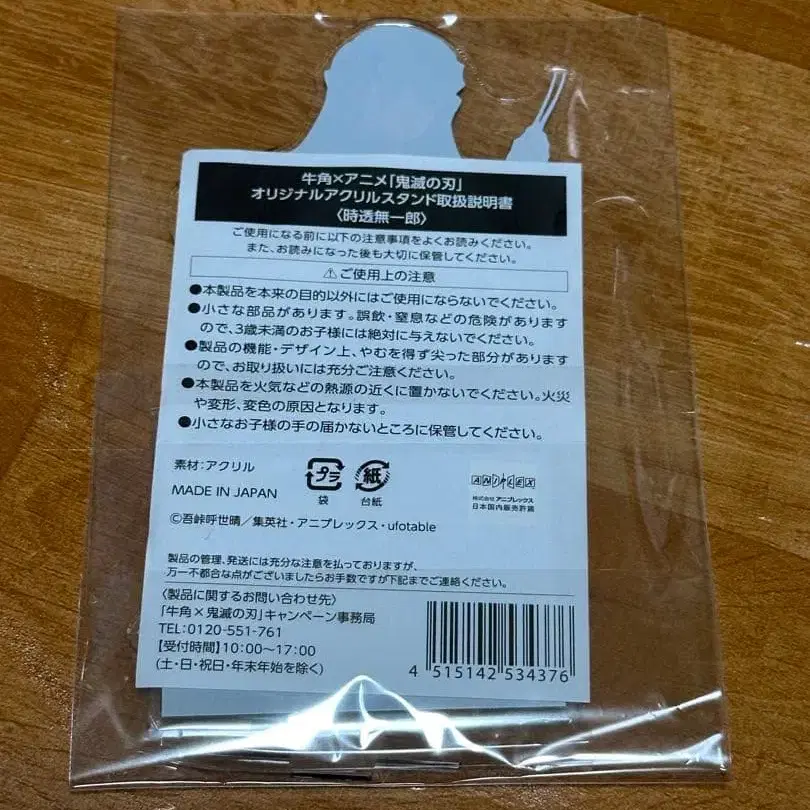 牛角×アニメ「鬼滅の刃」
オリジナルアクリルスタンド取扱説明書
〈時透無一郎〉
ご使用になる前に以下の注意事項をよくお読みください。
また、お読みになった後も大切に保管してください。
⚠ご使用上の注意
●本製品を本来の目的以外にはご使用にならないでください。
●小さな部品があります。誤飲・窒息などの危険があります
ので、3歳未満のお子様には絶対に与えないでください。
●製品の機能・デザイン上、やむを得ず尖った部分があります
ので、お取り扱いには充分ご注意ください。
●本製品を火気などの熱源の近くに置かないでください。火災
や変形、変色の原因となります。
●小さなお子様の手の届かないところに保管してください。
素材:アクリル
MADE IN JAPAN
プラ
袋
紙
台紙
ANIPLEX
株式会社 アニプレックス
日本国内販売許諾
©吾峠呼世晴／集英社・アニプレックス・ufotable
製品の管理、発送には充分な注意を払っておりますが、
万一不都合な点がございましたらお手数ですが下記までご連絡ください。
〈製品に関するお問い合わせ先〉
「牛角×鬼滅の刃」キャンペーン事務局
TEL:0120-551-761
【受付時間】10:00～17:00
(土・日・祝日・年末年始を除く)
4 515142 534376